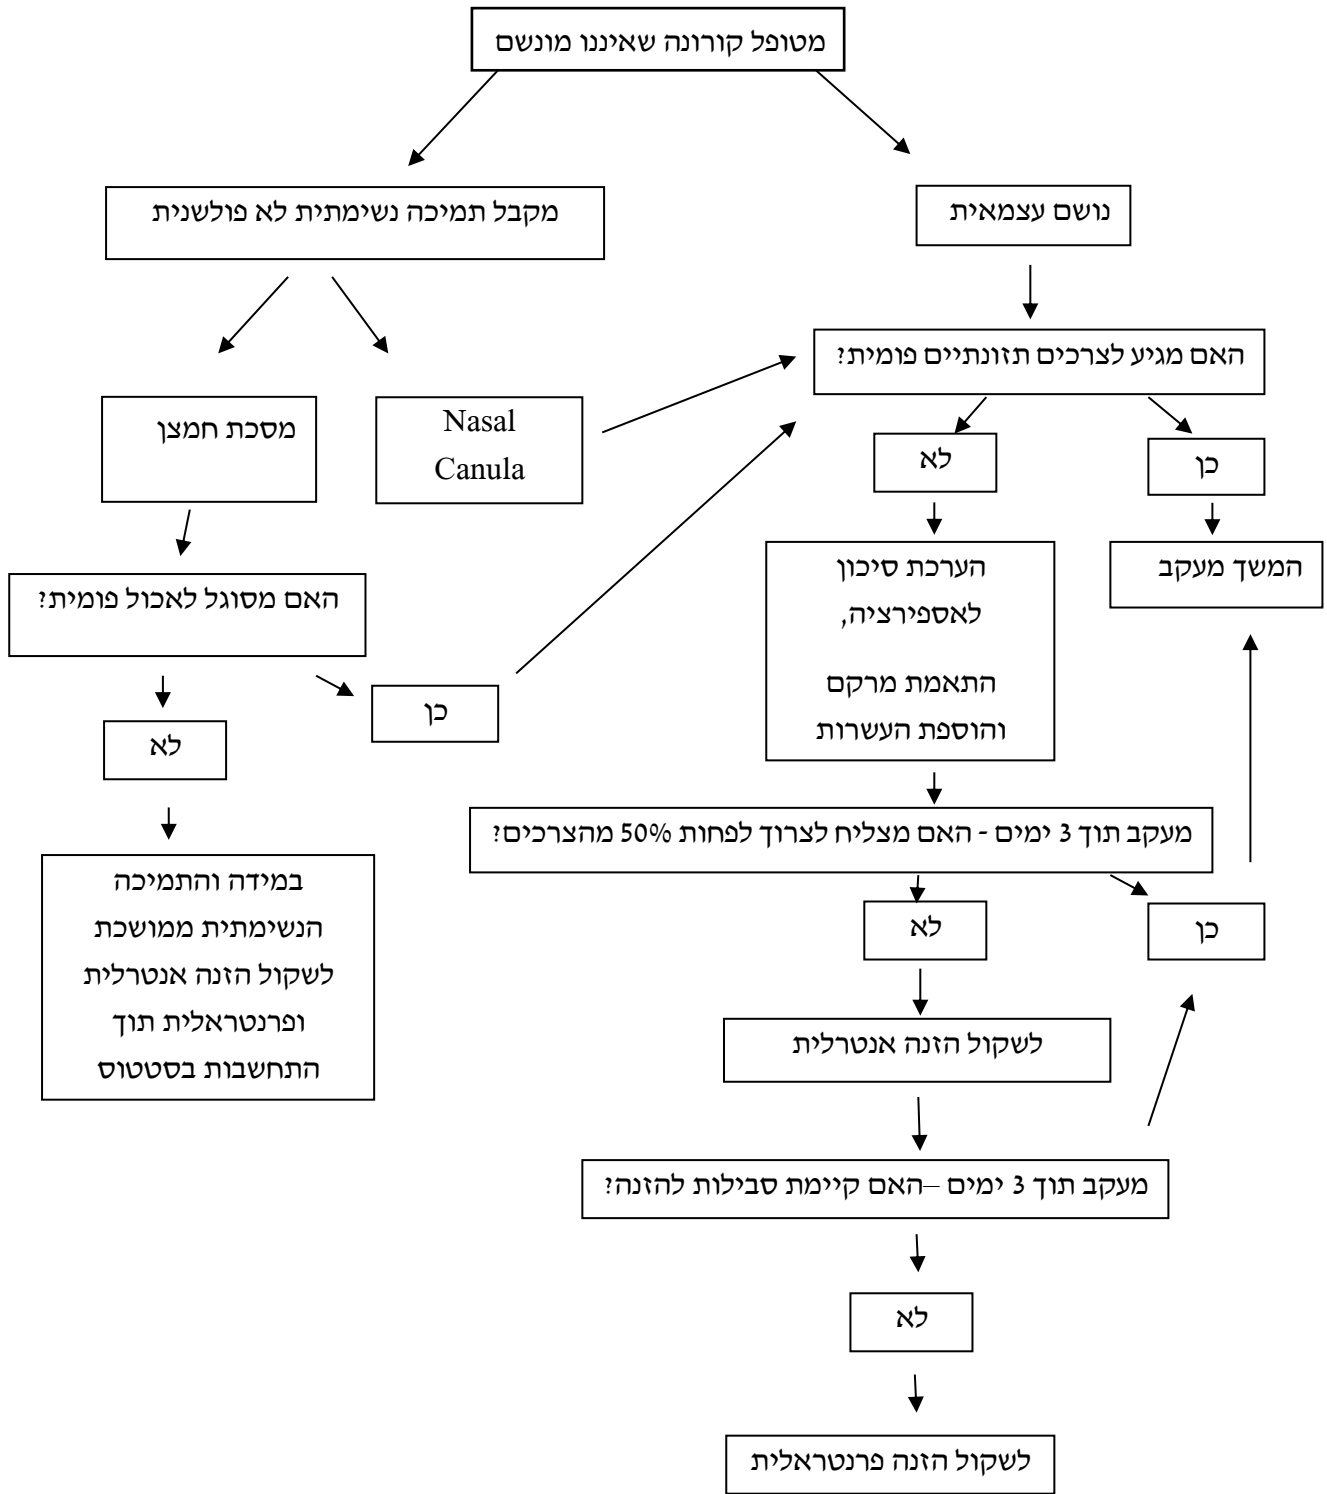 מטופל קורונה שאיננו מונשם
נושם עצמאית
מקבל תמיכה נשימתית לא פולשנית
האם מגיע לצרכים תזונתיים פומית?
Nasal
Canula
מסכת חמצן
כן
לא
המשך מעקב
הערכת סיכון
לאספירציה,
התאמת מרקם
והוספת העשרות
האם מסוגל לאכול פומית?
כן
לא
מעקב תוך 3 ימים - האם מצליח לצרוך לפחות 50% מהצרכים?
במידה והתמיכה
הנשימתית ממושכת
לשקול הזנה אנטרלית
ופרנטראלית תוך
התחשבות בסטטוס
כן
לא
לשקול הזנה אנטרלית
מעקב תוך 3 ימים –האם קיימת סבילות להזנה?
לא
לשקול הזנה פרנטראלית